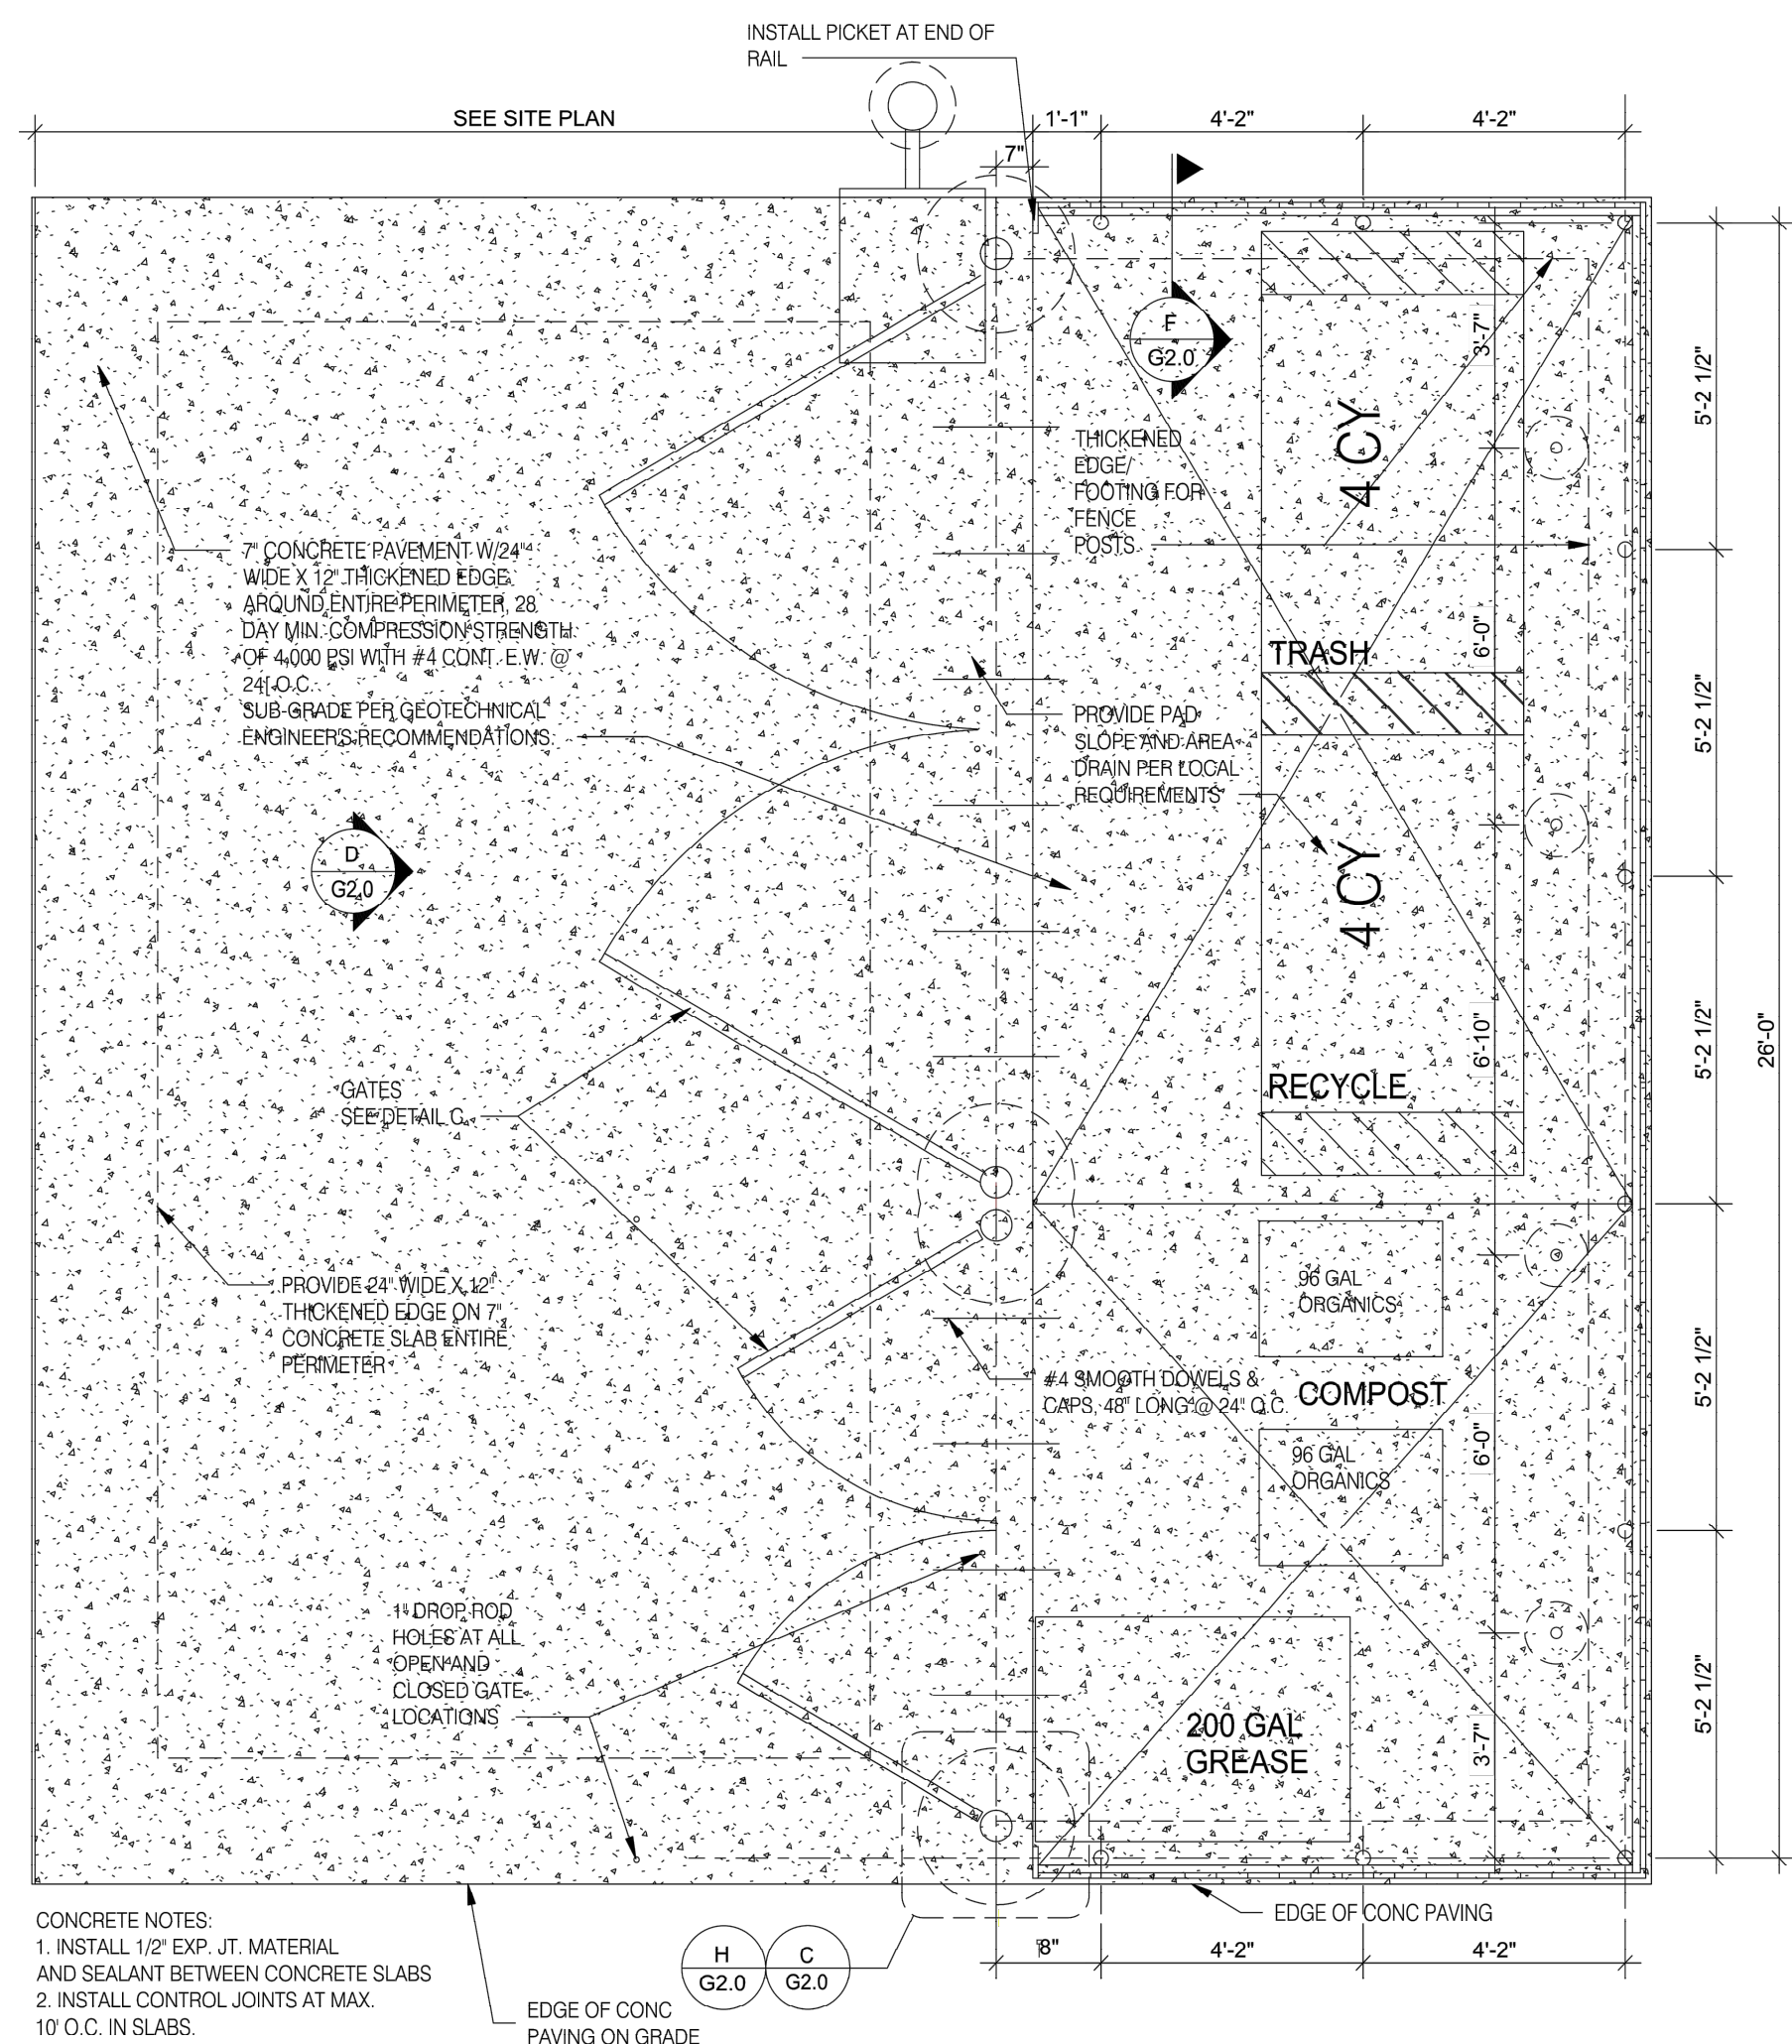 INSTALL PICKET AT END OF
RAIL
SEE SITE PLAN
1'-1"
4'-2"
4'-2"
7"
F
G2.0
3'-7"
5'-2 1/2"
4 CY
THICKENED
EDGE/
FOOTING FOR
FENCE
POSTS
7" CONCRETE PAVEMENT W/24"
WIDE X 12" THICKENED EDGE
AROUND ENTIRE PERIMETER, 28
DAY MIN. COMPRESSION STRENGTH
OF 4,000 PSI WITH #4 CONT. E.W. @
24[ O.C.
SUB-GRADE PER GEOTECHNICAL
ENGINEER'S RECOMMENDATIONS
TRASH
6'-0"
5'-2 1/2"
PROVIDE PAD
SLOPE AND AREA
DRAIN PER LOCAL
REQUIREMENTS
D
G2.0
4 CY
6'-10"
5'-2 1/2"
26'-0"
RECYCLE
GATES
SEE DETAIL C
PROVIDE 24" WIDE X 12"
THICKENED EDGE ON 7"
CONCRETE SLAB ENTIRE
PERIMETER
96 GAL
ORGANICS
#4 SMOOTH DOWELS &
CAPS, 48" LONG @ 24" O.C.
COMPOST
5'-2 1/2"
6'-0"
96 GAL
ORGANICS
1" DROP ROD
HOLES AT ALL
OPEN AND
CLOSED GATE
LOCATIONS
200 GAL
GREASE
3'-7"
5'-2 1/2"
EDGE OF CONC PAVING
CONCRETE NOTES:
1. INSTALL 1/2" EXP. JT. MATERIAL
AND SEALANT BETWEEN CONCRETE SLABS
2. INSTALL CONTROL JOINTS AT MAX.
10' O.C. IN SLABS.
H
G2.0
C
G2.0
8"
4'-2"
4'-2"
EDGE OF CONC
PAVING ON GRADE